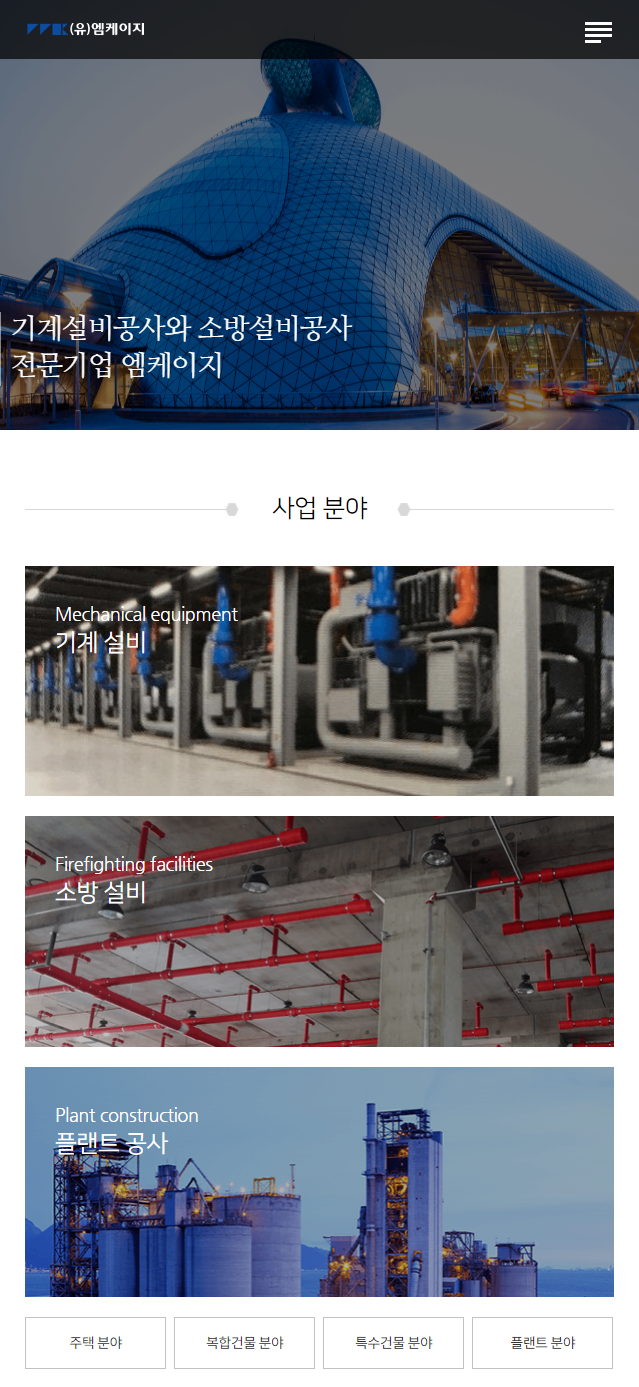 (유)엠케이지
기계설비공사와 소방설비공사
전문기업 엠케이지
사업 분야
Mechanical equipment
기계 설비
Firefighting facilities
소방 설비
Plant construction
플랜트 공사
주택 분야
복합건물 분야
특수건물 분야
플랜트 분야